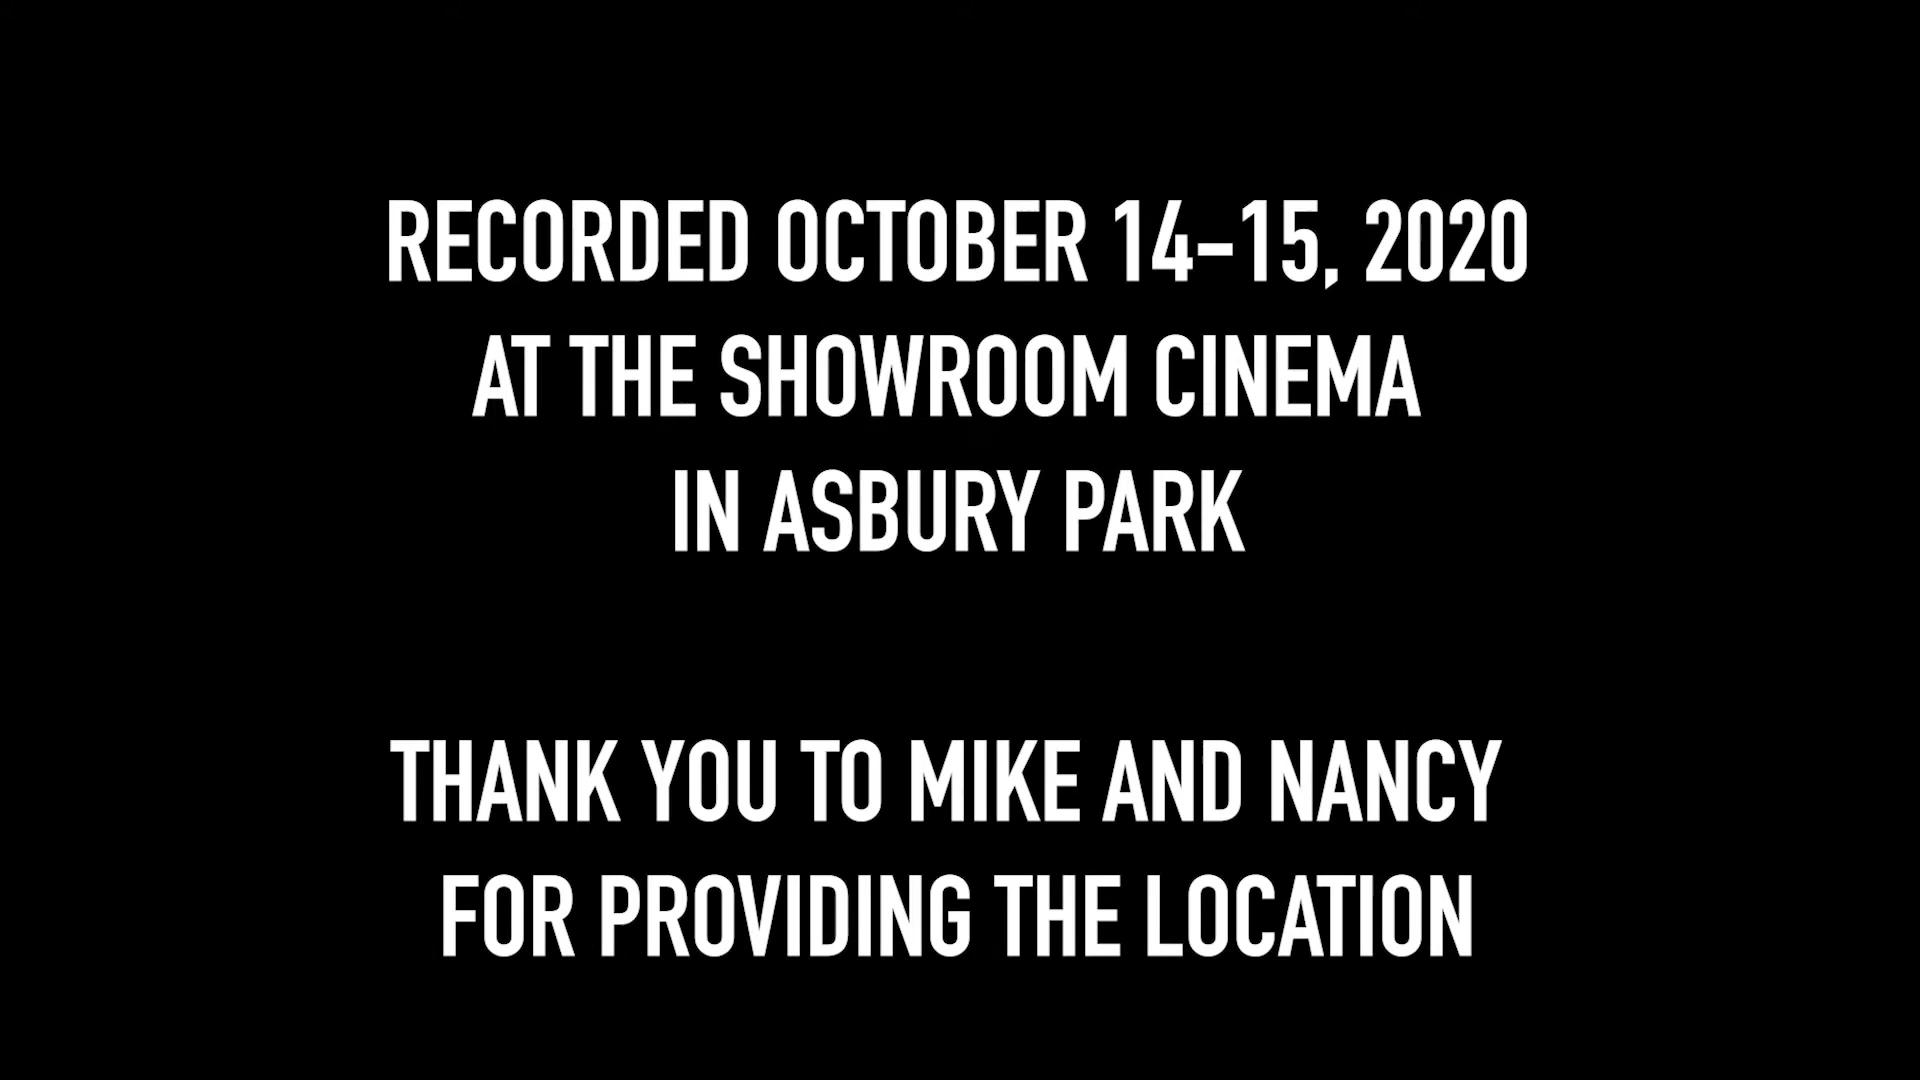 RECORDED OCTOBER 14-15, 2020
AT THE SHOWROOM CINEMA
IN ASBURY PARK
THANK YOU TO MIKE AND NANCY
FOR PROVIDING THE LOCATION